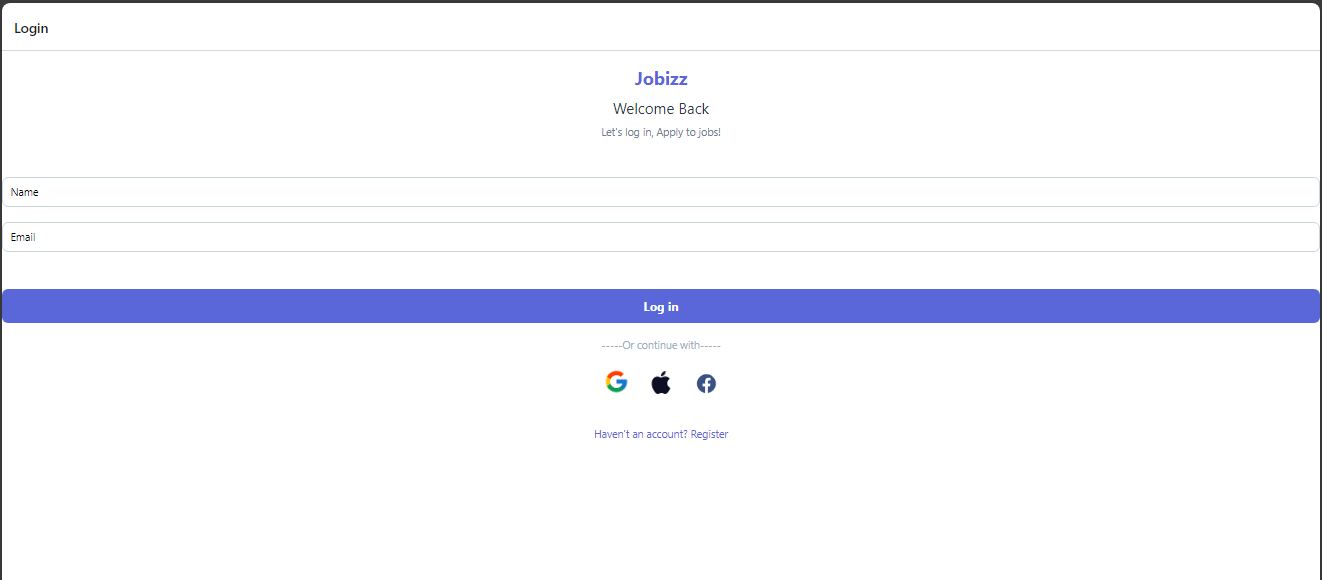 Login
Jobizz
Welcome Back
Let's log in, Apply to jobs!
Name
Email
Log in
-----Or continue with-----
Haven't an account? Register